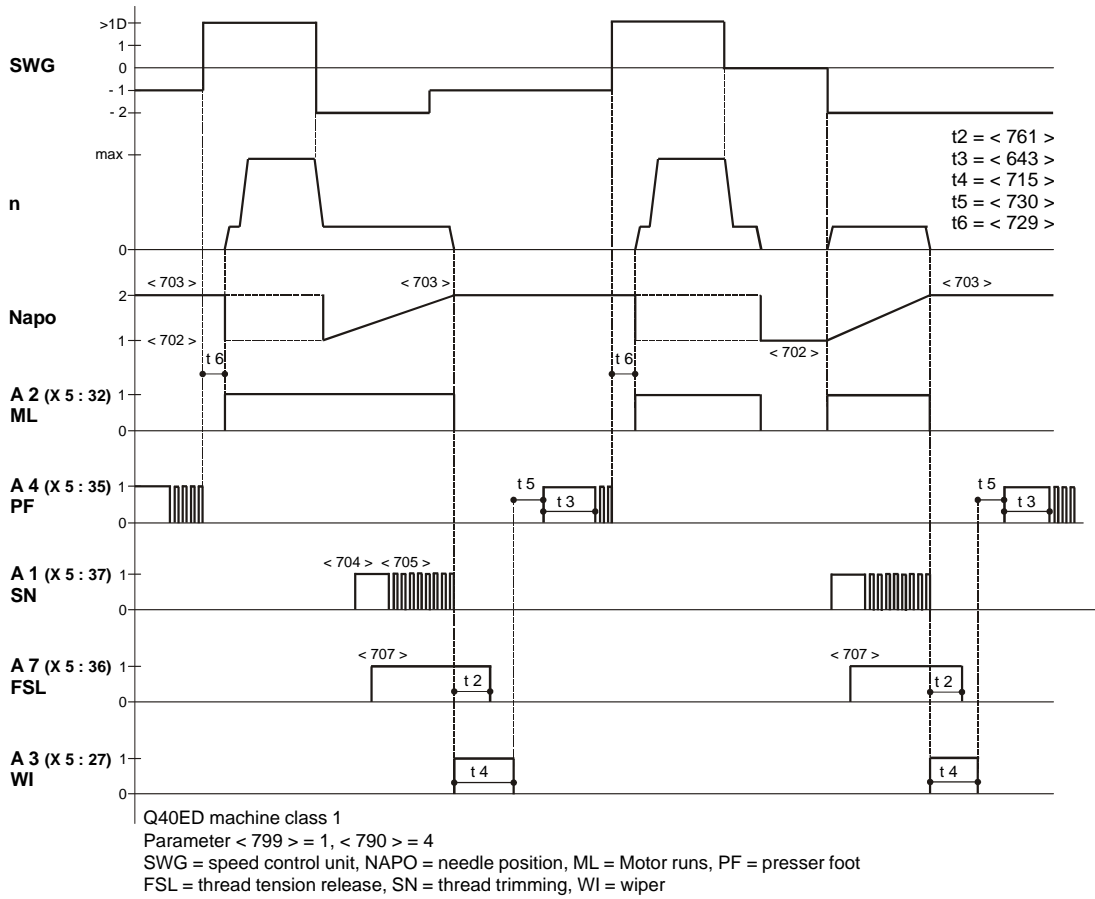 >1D
1
SWG
0
- 1
- 2
t2 = < 761 >
t3 = < 643 >
t4 = < 715 >
t5 = < 730 >
t6 = < 729 >
max
n
0
< 703 > < 703 > < 703 >
2
Napo
< 702 > < 702 >
1
t 6 t 6
A 2 (X 5 : 32) 1
ML
0
t 5 t 5
A 4 (X 5 : 35) 1
t 3 t 3
PF
0
< 704 > < 705 >
A 1 (X 5 : 37) 1
SN
0
< 707 > < 707 >
A 7 (X 5 : 36) 1
t 2 t 2
FSL
0
A 3 (X 5 : 27) 1
t 4 t 4
WI
0
Q40ED machine class 1
Parameter < 799 > = 1, < 790 > = 4
SWG = speed control unit, NAPO = needle position, ML = Motor runs, PF = presser foot
FSL = thread tension release, SN = thread trimming, WI = wiper